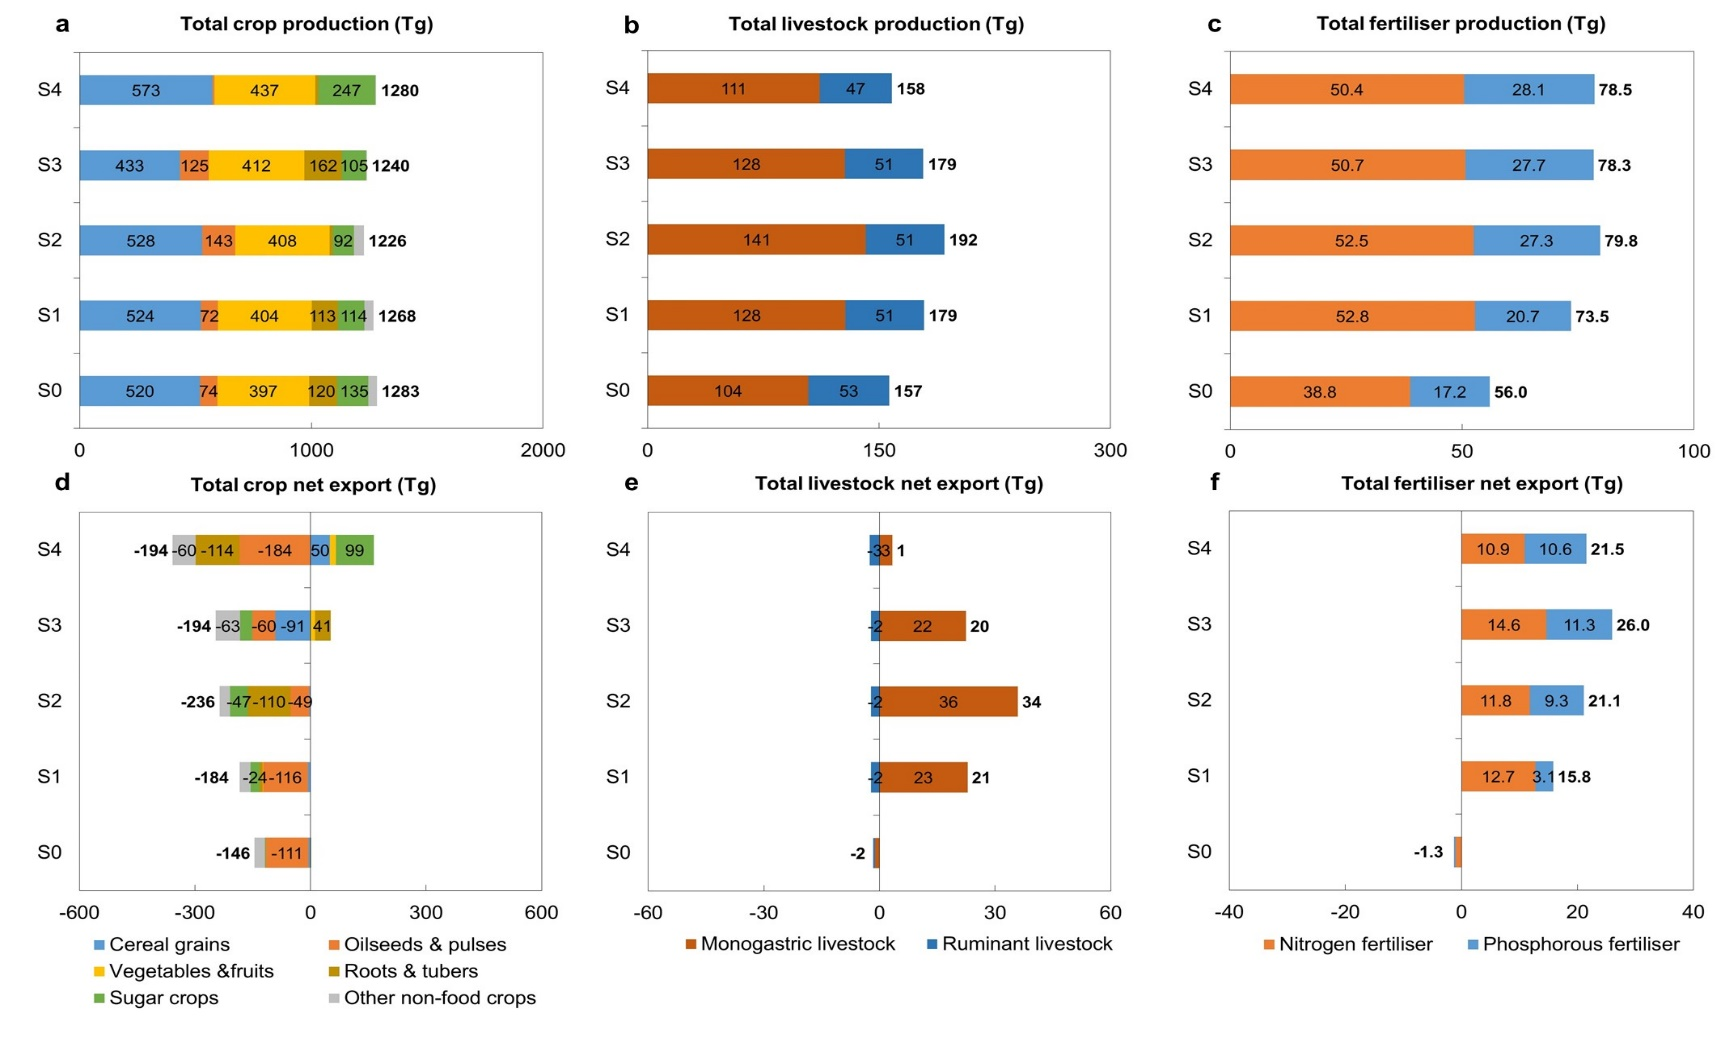 a Total crop production (Tg)
S4 573 437 247 1280
S3 433 125 412 162 105 1240
S2 528 143 408 92 1226
S1 524 72 404 113 114 1268
S0 520 74 397 120 135 1283
0 1000 2000
b Total livestock production (Tg)
S4 111 47 158
S3 128 51 179
S2 141 51 192
S1 128 51 179
S0 104 53 157
0 150 300
c Total fertiliser production (Tg)
S4 50.4 28.1 78.5
S3 50.7 27.7 78.3
S2 52.5 27.3 79.8
S1 52.8 20.7 73.5
S0 38.8 17.2 56.0
0 50 100
d Total crop net export (Tg)
S4 -194 -60 -114 -184 50 99
S3 -194 -63 -60 -91 41
S2 -236 -47 -110 -49
S1 -184 -24 -116
S0 -146 -111
-600 -300 0 300 600
Cereal grains Oilseeds & pulses
Vegetables &fruits Roots & tubers
Sugar crops Other non-food crops
e Total livestock net export (Tg)
S4 -3 3 1
S3 -2 22 20
S2 -2 36 34
S1 -2 23 21
S0 -2
-60 -30 0 30 60
Monogastric livestock Ruminant livestock
f Total fertiliser net export (Tg)
S4 10.9 10.6 21.5
S3 14.6 11.3 26.0
S2 11.8 9.3 21.1
S1 12.7 3.1 15.8
S0 -1.3
-40 -20 0 20 40
Nitrogen fertiliser Phosphorous fertiliser